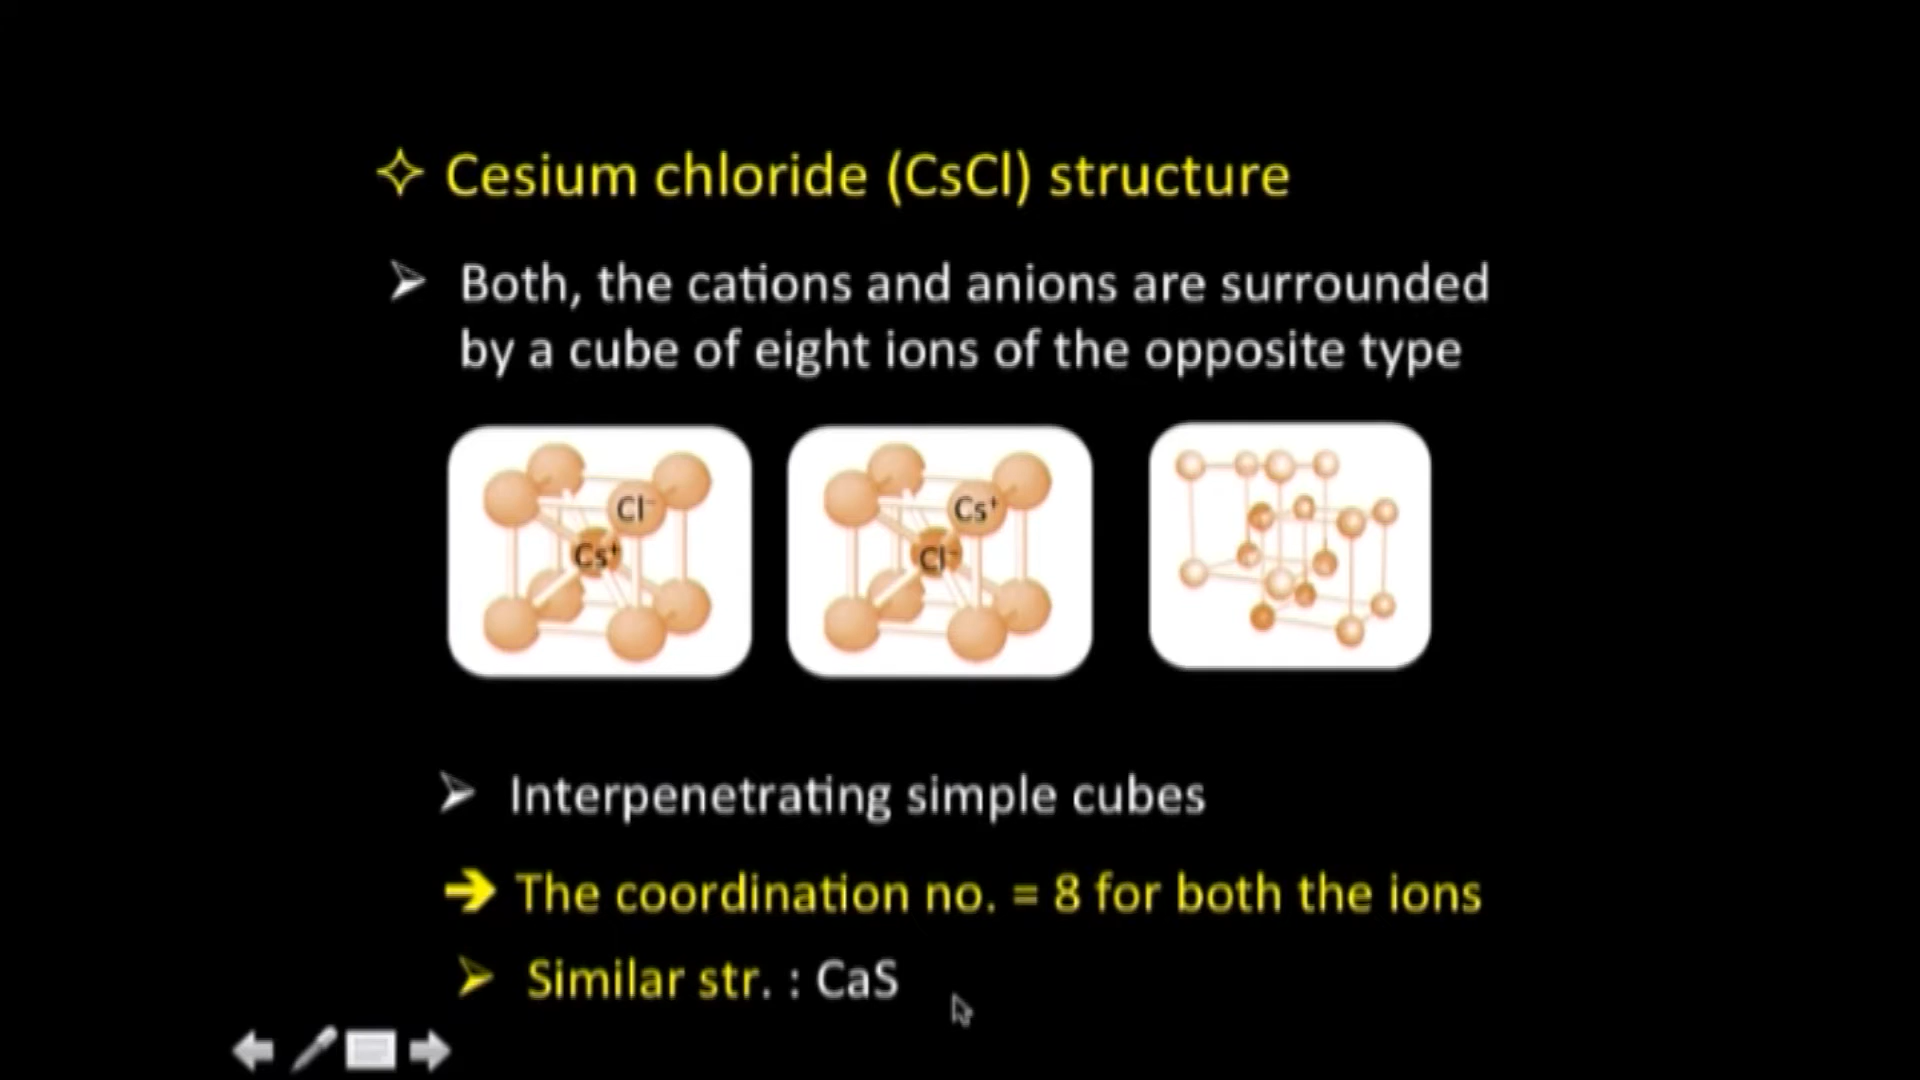 Cesium chloride (CsCl) structure
Both, the cations and anions are surrounded
by a cube of eight ions of the opposite type
Cl⁻
Cs⁺
Cs⁺
Cl⁻
Interpenetrating simple cubes
The coordination no. = 8 for both the ions
Similar str. : CaS